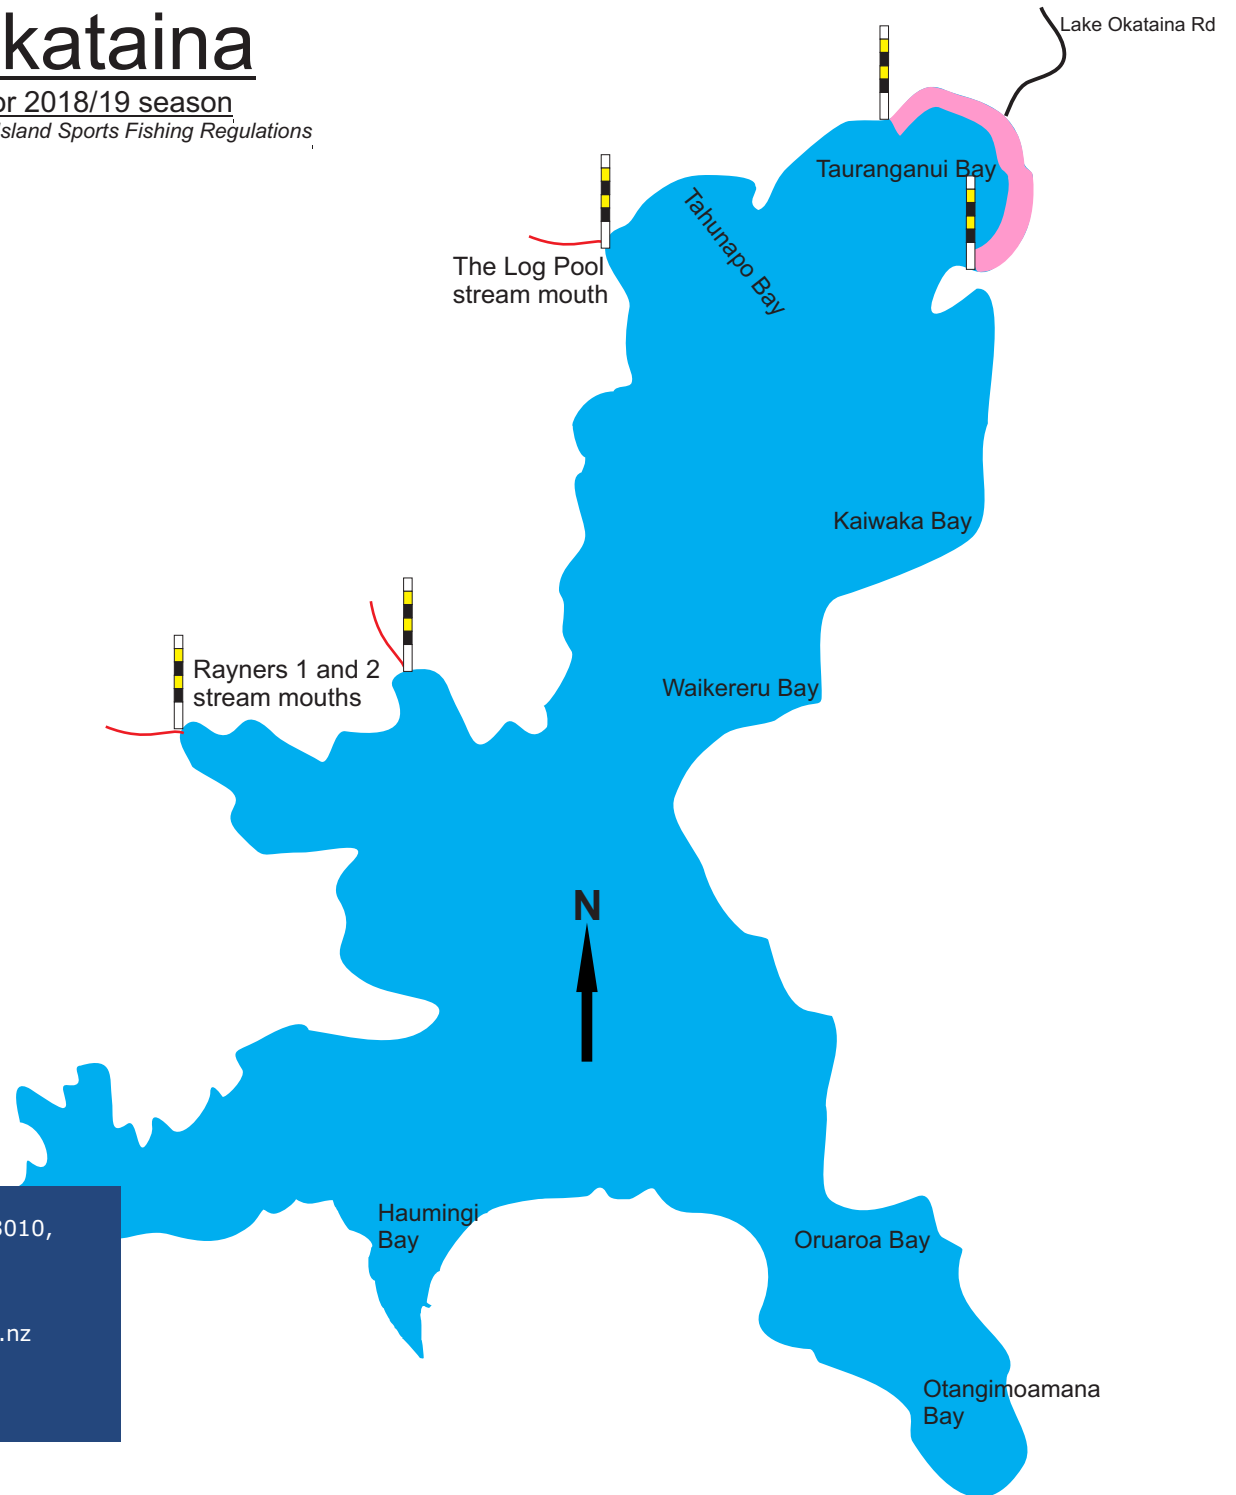 kataina
or 2018/19 season
sland Sports Fishing Regulations
Lake Okataina Rd
Tauranganui Bay
Tahunapo Bay
The Log Pool
stream mouth
Kaiwaka Bay
Rayners 1 and 2
stream mouths
Waikereru Bay
N
Haumingi
Bay
Oruaroa Bay
Otangimoamana
Bay
3010,
.nz